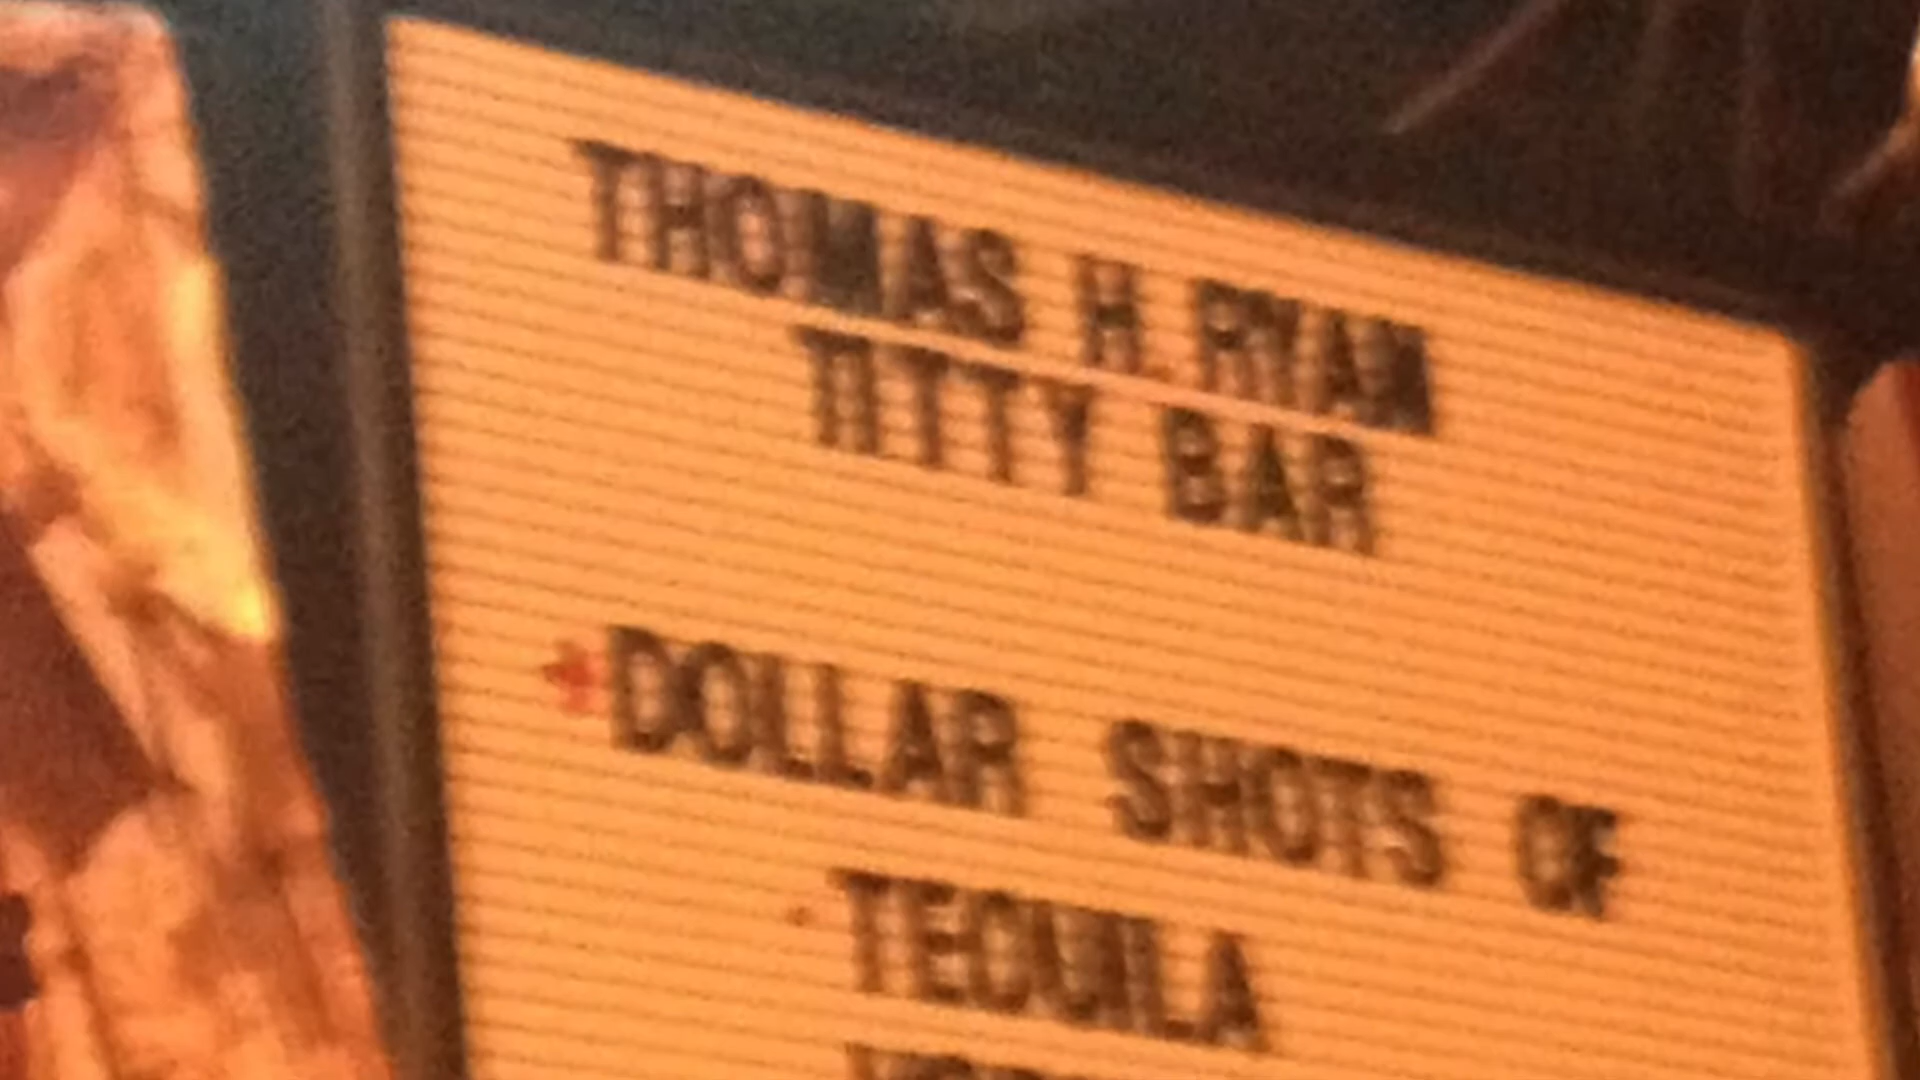 THOMAS H. RYAN
TITTY BAR
DOLLAR SHOTS OF
TEQUILA